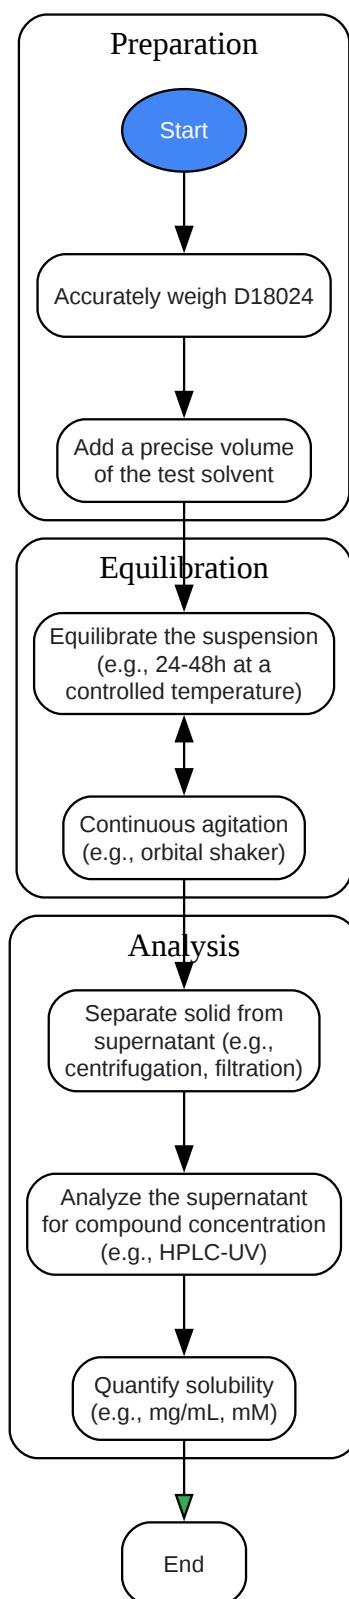 Preparation
Start
Accurately weigh D18024
Add a precise volume
of the test solvent
Equilibration
Equilibrate the suspension
(e.g., 24-48h at a
controlled temperature)
Continuous agitation
(e.g., orbital shaker)
Analysis
Separate solid from
supernatant (e.g.,
centrifugation, filtration)
Analyze the supernatant
for compound concentration
(e.g., HPLC-UV)
Quantify solubility
(e.g., mg/mL, mM)
End